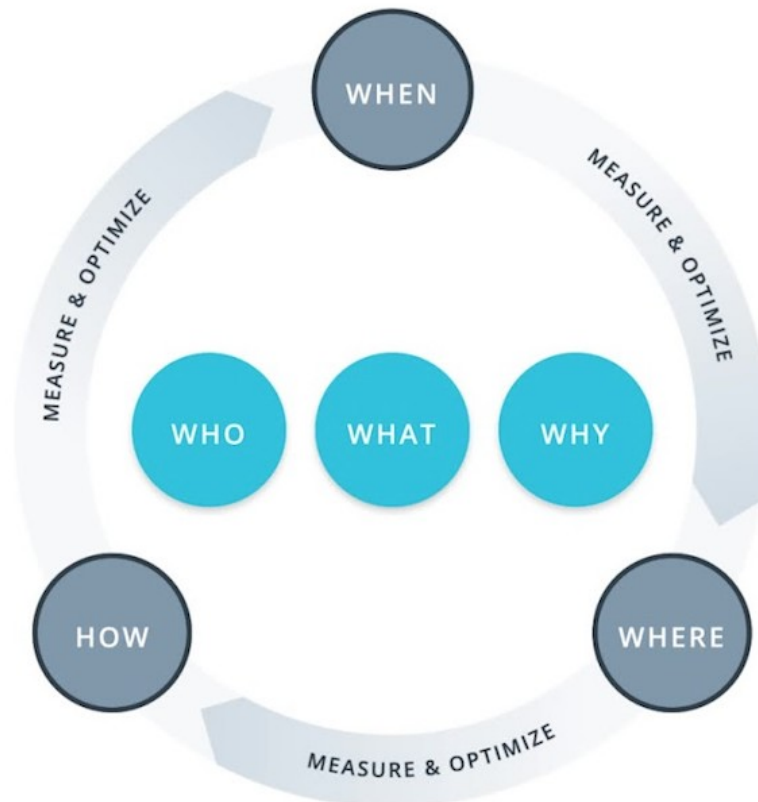 WHEN
MEASURE & OPTIMIZE
MEASURE & OPTIMIZE
WHO
WHAT
WHY
HOW
WHERE
MEASURE & OPTIMIZE